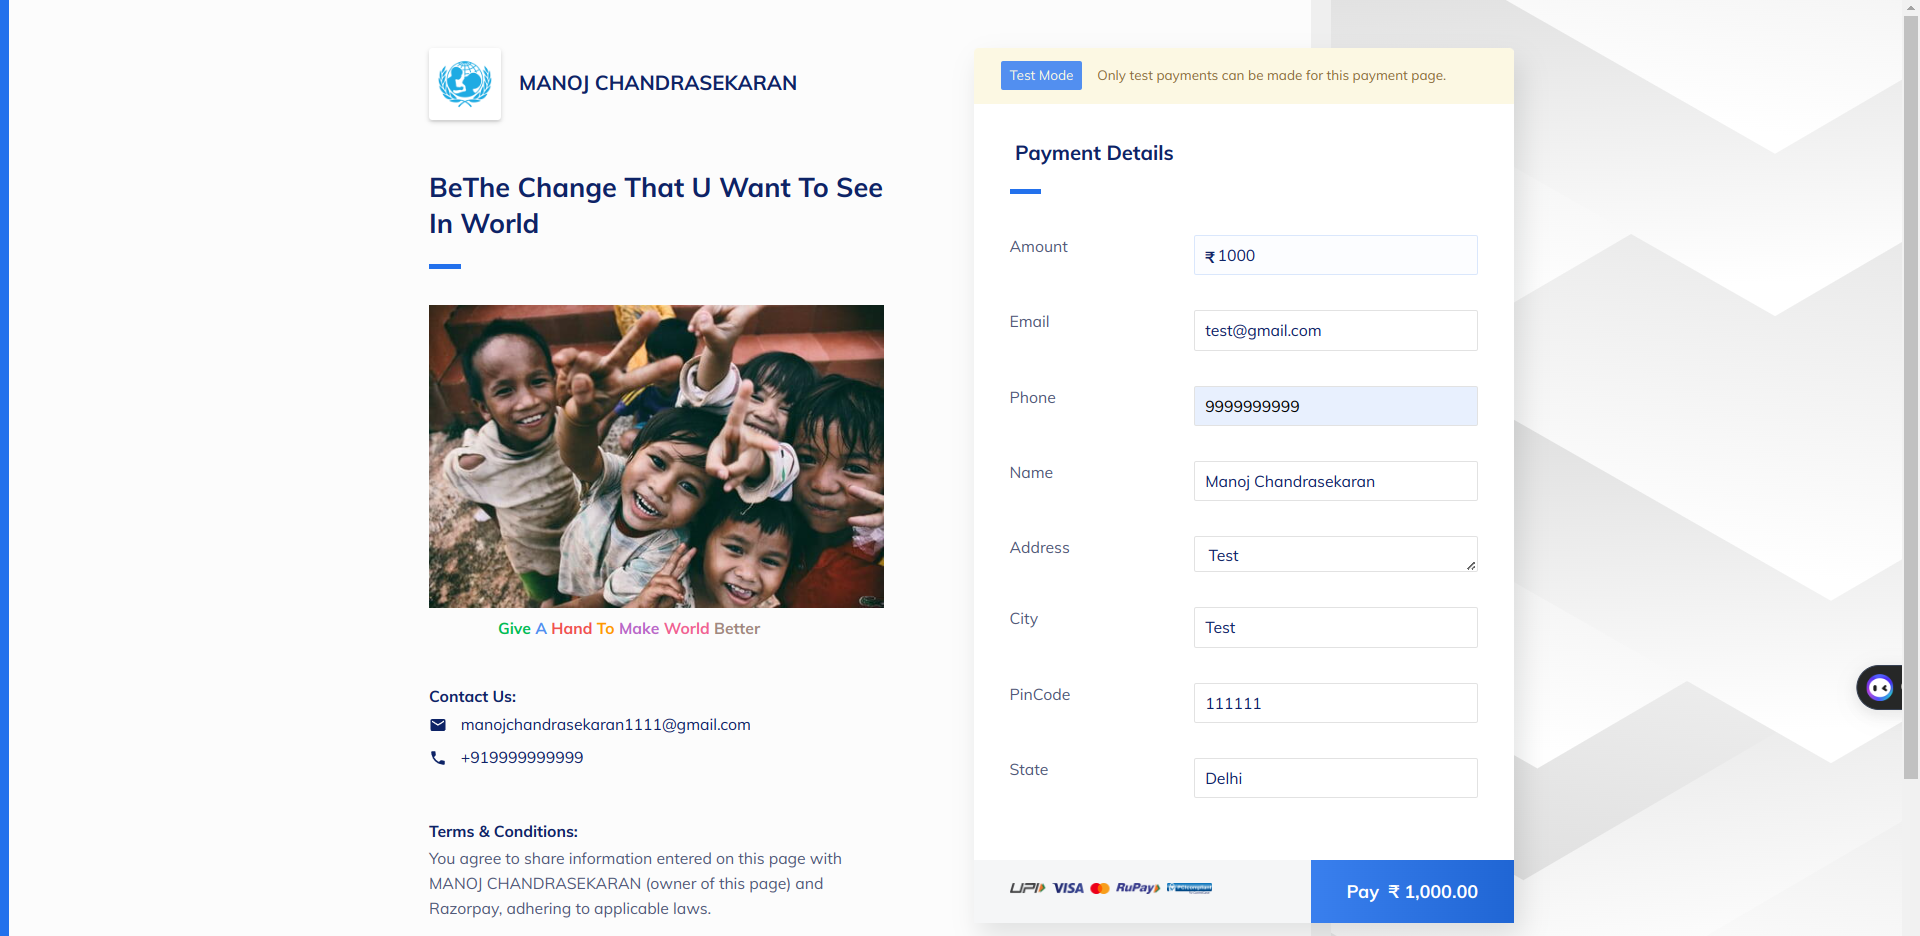 MANOJ CHANDRASEKARAN
BeThe Change That U Want To See
In World
Give A Hand To Make World Better
Contact Us:
manojchandrasekaran1111@gmail.com
+919999999999
Terms & Conditions:
You agree to share information entered on this page with
MANOJ CHANDRASEKARAN (owner of this page) and
Razorpay, adhering to applicable laws.
Test Mode Only test payments can be made for this payment page.
Payment Details
Amount ₹ 1000
Email test@gmail.com
Phone 9999999999
Name Manoj Chandrasekaran
Address Test
City Test
PinCode 111111
State Delhi
UPI VISA RuPay
Pay ₹ 1,000.00